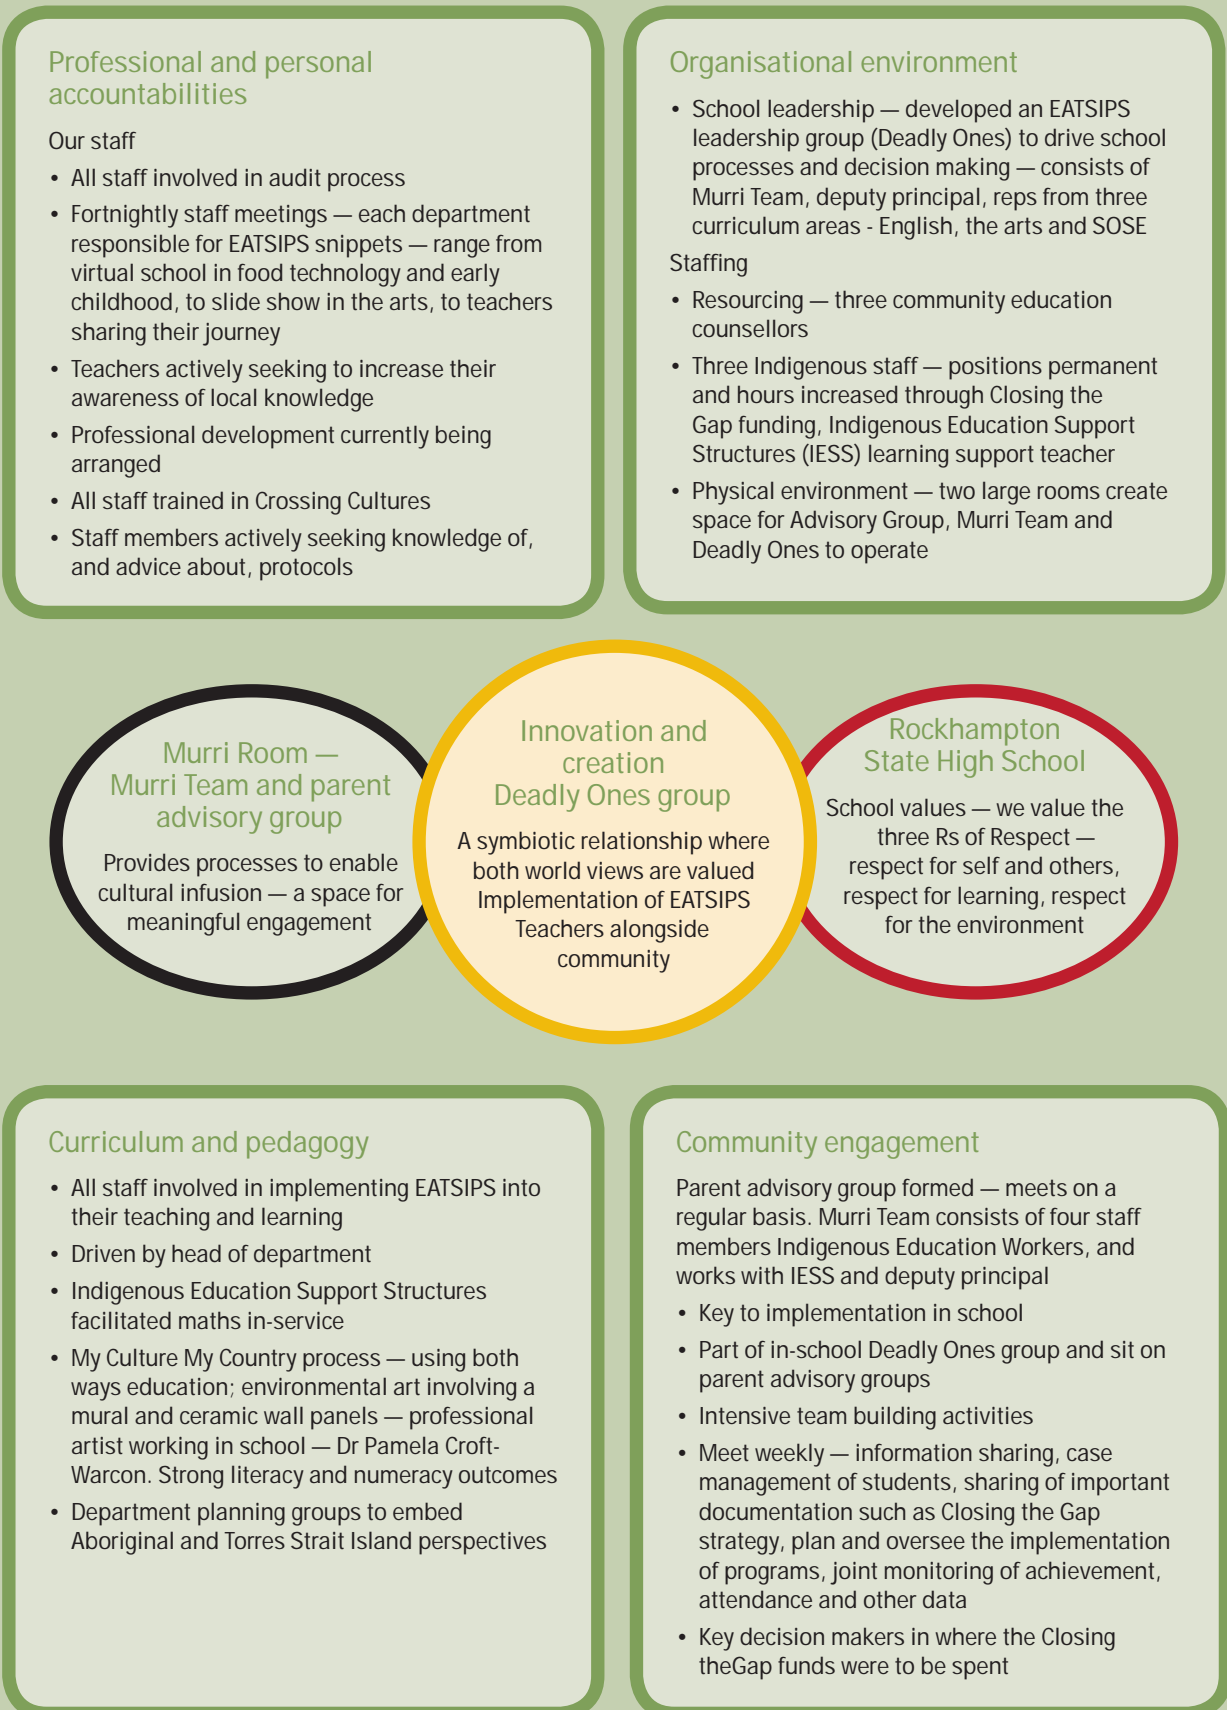 Professional and personal
accountabilities
Our staff
• All staff involved in audit process
• Fortnightly staff meetings — each department
responsible for EATSIPS snippets — range from
virtual school in food technology and early
childhood, to slide show in the arts, to teachers
sharing their journey
• Teachers actively seeking to increase their
awareness of local knowledge
• Professional development currently being
arranged
• All staff trained in Crossing Cultures
• Staff members actively seeking knowledge of,
and advice about, protocols
Organisational environment
• School leadership — developed an EATSIPS
leadership group (Deadly Ones) to drive school
processes and decision making — consists of
Murri Team, deputy principal, reps from three
curriculum areas - English, the arts and SOSE
Staffing
• Resourcing — three community education
counsellors
• Three Indigenous staff — positions permanent
and hours increased through Closing the
Gap funding, Indigenous Education Support
Structures (IESS) learning support teacher
• Physical environment — two large rooms create
space for Advisory Group, Murri Team and
Deadly Ones to operate
Murri Room —
Murri Team and parent
advisory group
Provides processes to enable
cultural infusion — a space for
meaningful engagement
Innovation and
creation
Deadly Ones group
A symbiotic relationship where
both world views are valued
Implementation of EATSIPS
Teachers alongside
community
Rockhampton
State High School
School values — we value the
three Rs of Respect —
respect for self and others,
respect for learning, respect
for the environment
Curriculum and pedagogy
• All staff involved in implementing EATSIPS into
their teaching and learning
• Driven by head of department
• Indigenous Education Support Structures
facilitated maths in-service
• My Culture My Country process — using both
ways education; environmental art involving a
mural and ceramic wall panels — professional
artist working in school — Dr Pamela Croft-
Warcon. Strong literacy and numeracy outcomes
• Department planning groups to embed
Aboriginal and Torres Strait Island perspectives
Community engagement
Parent advisory group formed — meets on a
regular basis. Murri Team consists of four staff
members Indigenous Education Workers, and
works with IESS and deputy principal
• Key to implementation in school
• Part of in-school Deadly Ones group and sit on
parent advisory groups
• Intensive team building activities
• Meet weekly — information sharing, case
management of students, sharing of important
documentation such as Closing the Gap
strategy, plan and oversee the implementation
of programs, joint monitoring of achievement,
attendance and other data
• Key decision makers in where the Closing
theGap funds were to be spent